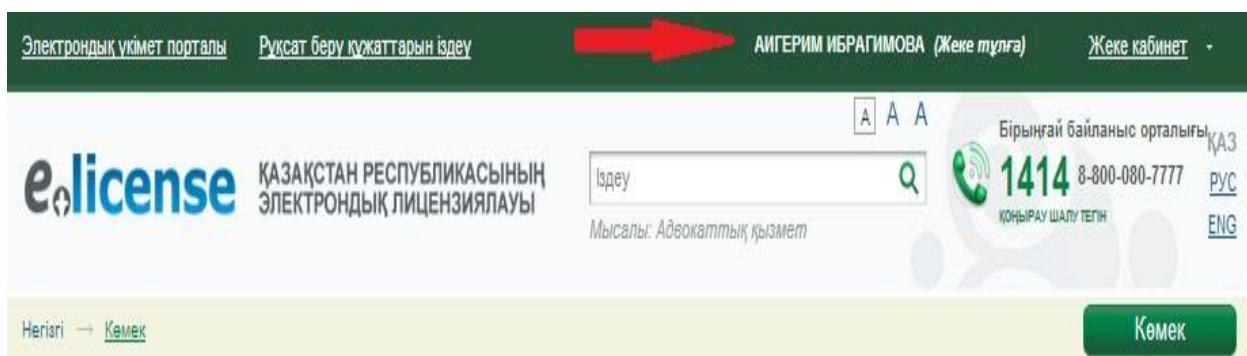 Электрондық үкімет порталы Рұқсат беру құжаттарын іздеу АИГЕРИМ ИБРАГИМОВА (Жеке тұлға) Жеке кабинет
A A A
Бірыңғай байланыс орталығы
ҚАЗ
e.license ҚАЗАҚСТАН РЕСПУБЛИКАСЫНЫҢ
ЭЛЕКТРОНДЫҚ ЛИЦЕНЗИЯЛАУЫ
Іздеу
1414 8-800-080-7777
РУС
ҚОҢЫРАУ ШАЛУ ТЕГІН
Мысалы: Адвокаттық қызмет
ENG
Негізгі → Көмек
Көмек